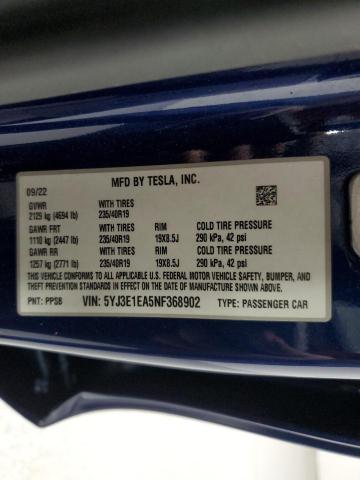 MFD BY TESLA, INC.
09/22
GVWR WITH TIRES
2129 kg (4694 lb) 235/40R19
GAWR FRT WITH TIRES RIM COLD TIRE PRESSURE
1110 kg (2447 lb) 235/40R19 19X8.5J 290 kPa, 42 psi
GAWR RR WITH TIRES RIM COLD TIRE PRESSURE
1257 kg (2771 lb) 235/40R19 19X8.5J 290 kPa, 42 psi
THIS VEHICLE CONFORMS TO ALL APPLICABLE FEDERAL MOTOR VEHICLE SAFETY, BUMPER, AND
THEFT PREVENTION STANDARDS IN EFFECT ON THE DATE OF MANUFACTURE SHOWN ABOVE.
PNT: PPSB VIN: 5YJ3E1EA5NF368902 TYPE: PASSENGER CAR